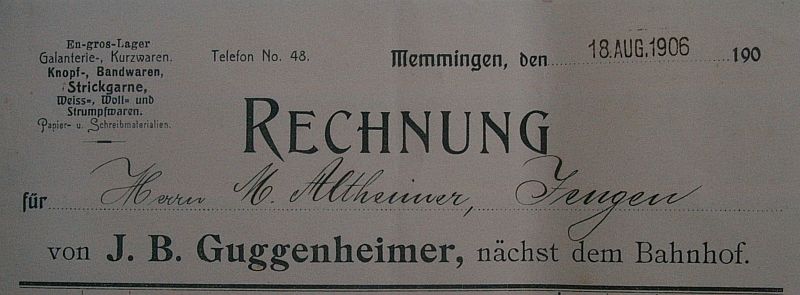 En-gros-Lager
Galanterie-, Kurzwaren.
Knopf-, Bandwaren,
Strickgarne,
Weiss-, Woll- und
Strumpfwaren.
Papier- u. Schreibmaterialien.
Telefon No. 48.
Memmingen, den 18.AUG.1906 190
RECHNUNG
für Herrn M. Altheimer, Jengen
von J. B. Guggenheimer, nächst dem Bahnhof.